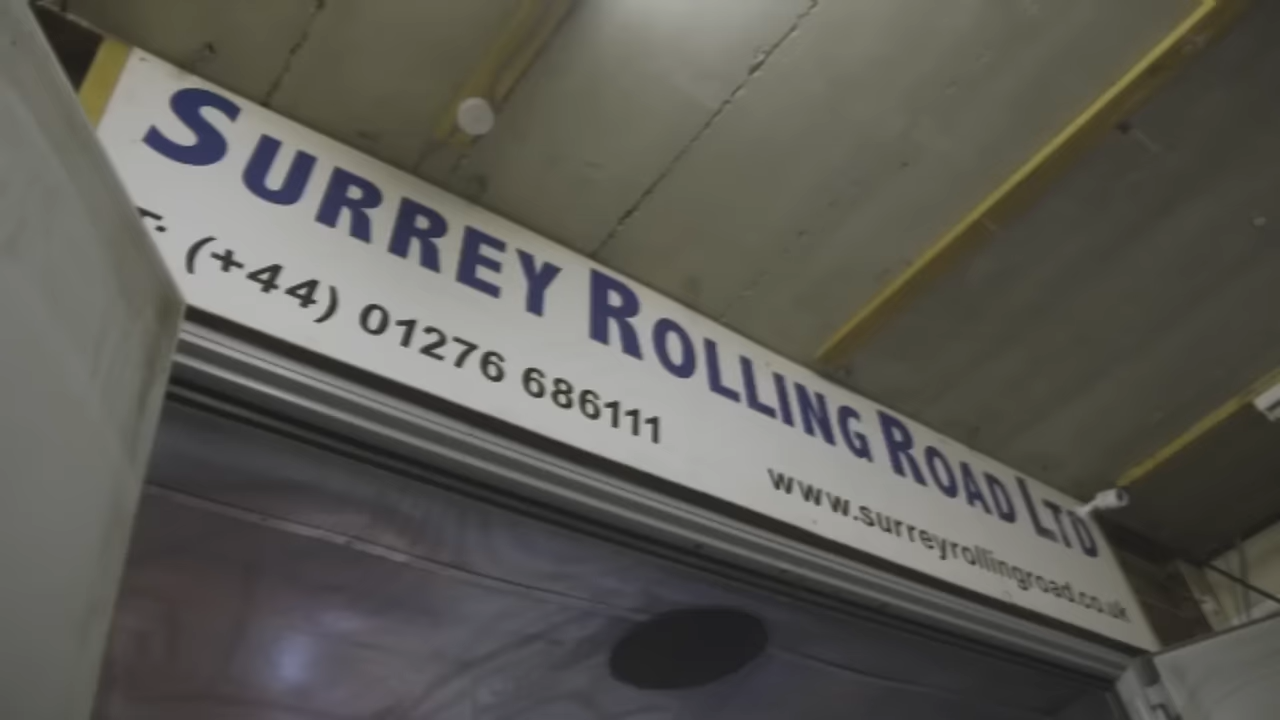 SURREY ROLLING ROAD LTD
T: (+44) 01276 686111
www.surreyrollingroad.co.uk